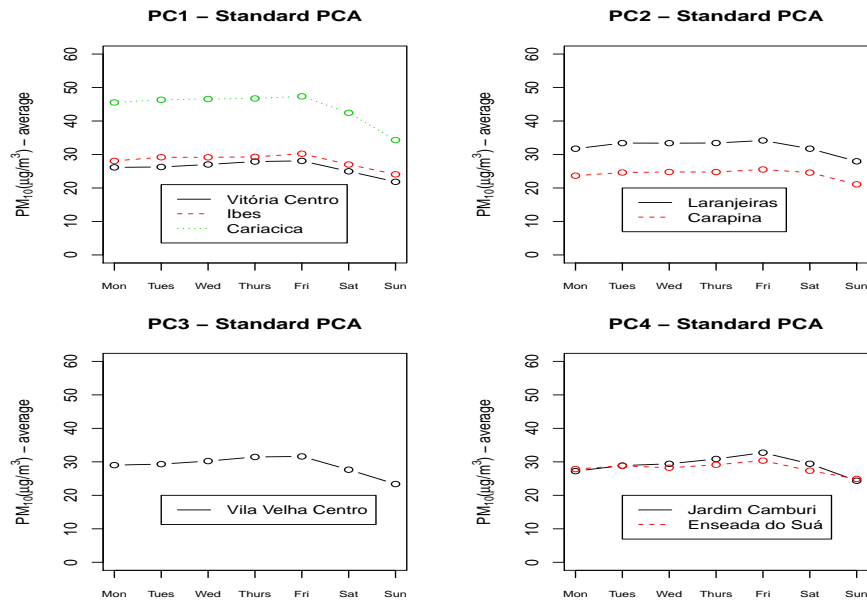 PC1 − Standard PCA
PM10(µg/m3) − average
0 10 20 30 40 50 60
Vitória Centro
Ibes
Cariacica
Mon Tues Wed Thurs Fri Sat Sun
PC2 − Standard PCA
PM10(µg/m3) − average
0 10 20 30 40 50 60
Laranjeiras
Carapina
Mon Tues Wed Thurs Fri Sat Sun
PC3 − Standard PCA
PM10(µg/m3) − average
0 10 20 30 40 50 60
Vila Velha Centro
Mon Tues Wed Thurs Fri Sat Sun
PC4 − Standard PCA
PM10(µg/m3) − average
0 10 20 30 40 50 60
Jardim Camburi
Enseada do Suá
Mon Tues Wed Thurs Fri Sat Sun